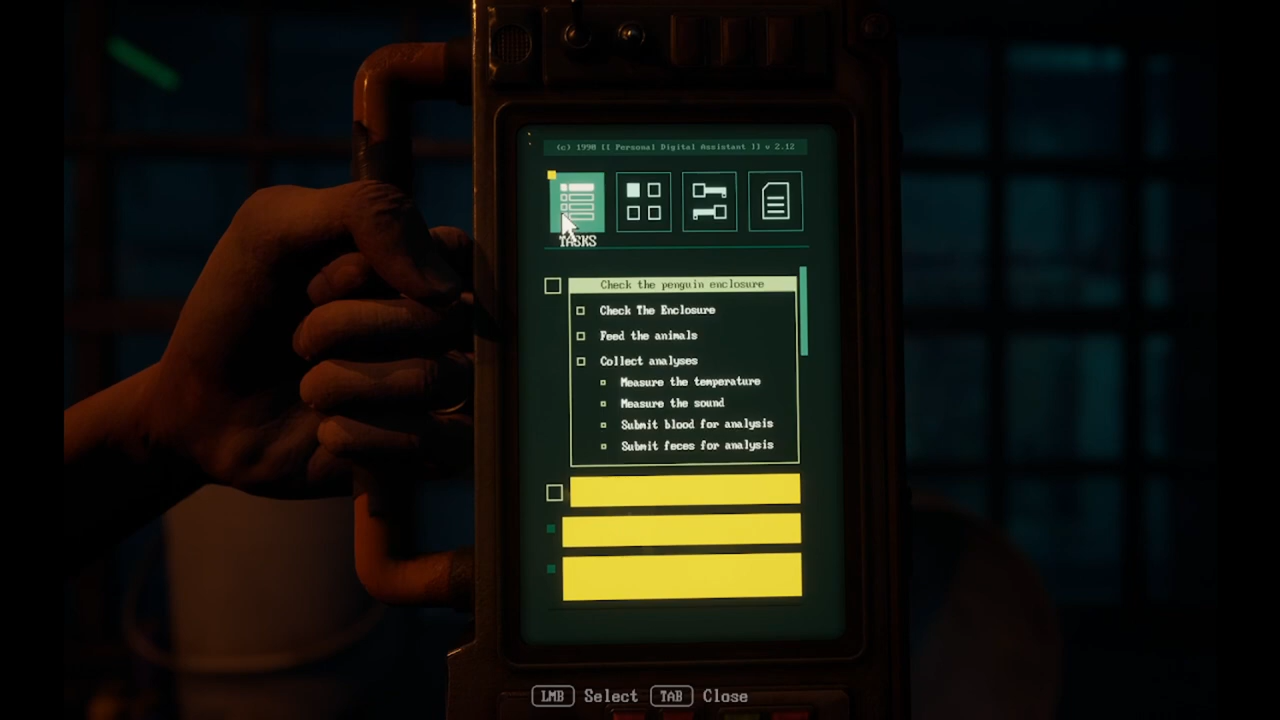 (c) 1990 [[ Personal Digital Assistant ]] v 2.12
TASKS
Check the penguin enclosure
Check The Enclosure
Feed the animals
Collect analyses
Measure the temperature
Measure the sound
Submit blood for analysis
Submit feces for analysis
LMB Select TAB Close